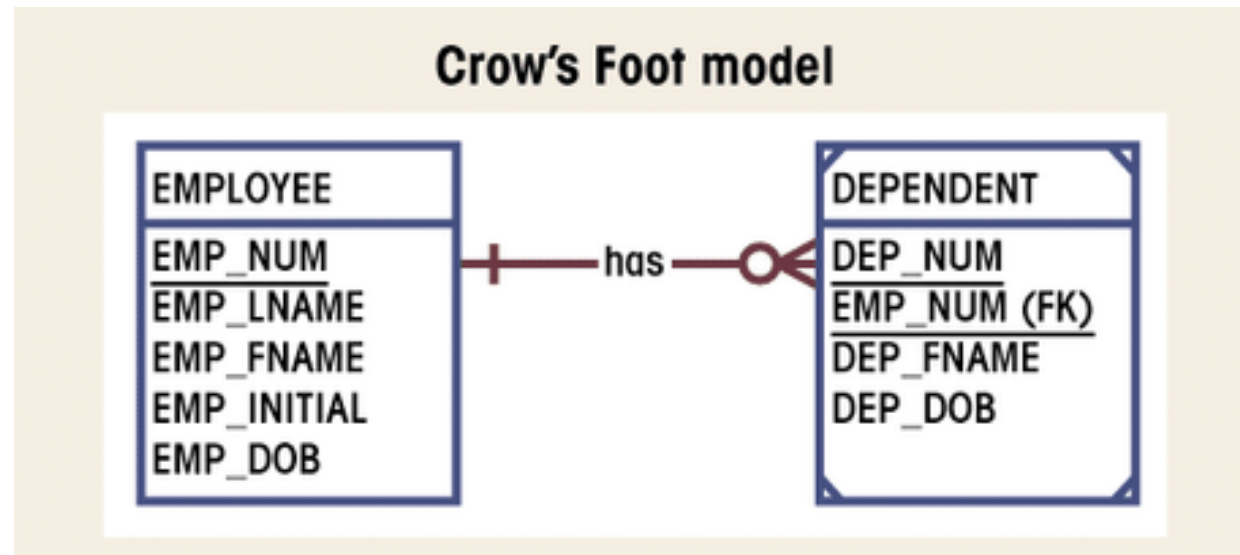 Crow's Foot model
EMPLOYEE
EMP_NUM
EMP_LNAME
EMP_FNAME
EMP_INITIAL
EMP_DOB
has
DEPENDENT
DEP_NUM
EMP_NUM (FK)
DEP_FNAME
DEP_DOB